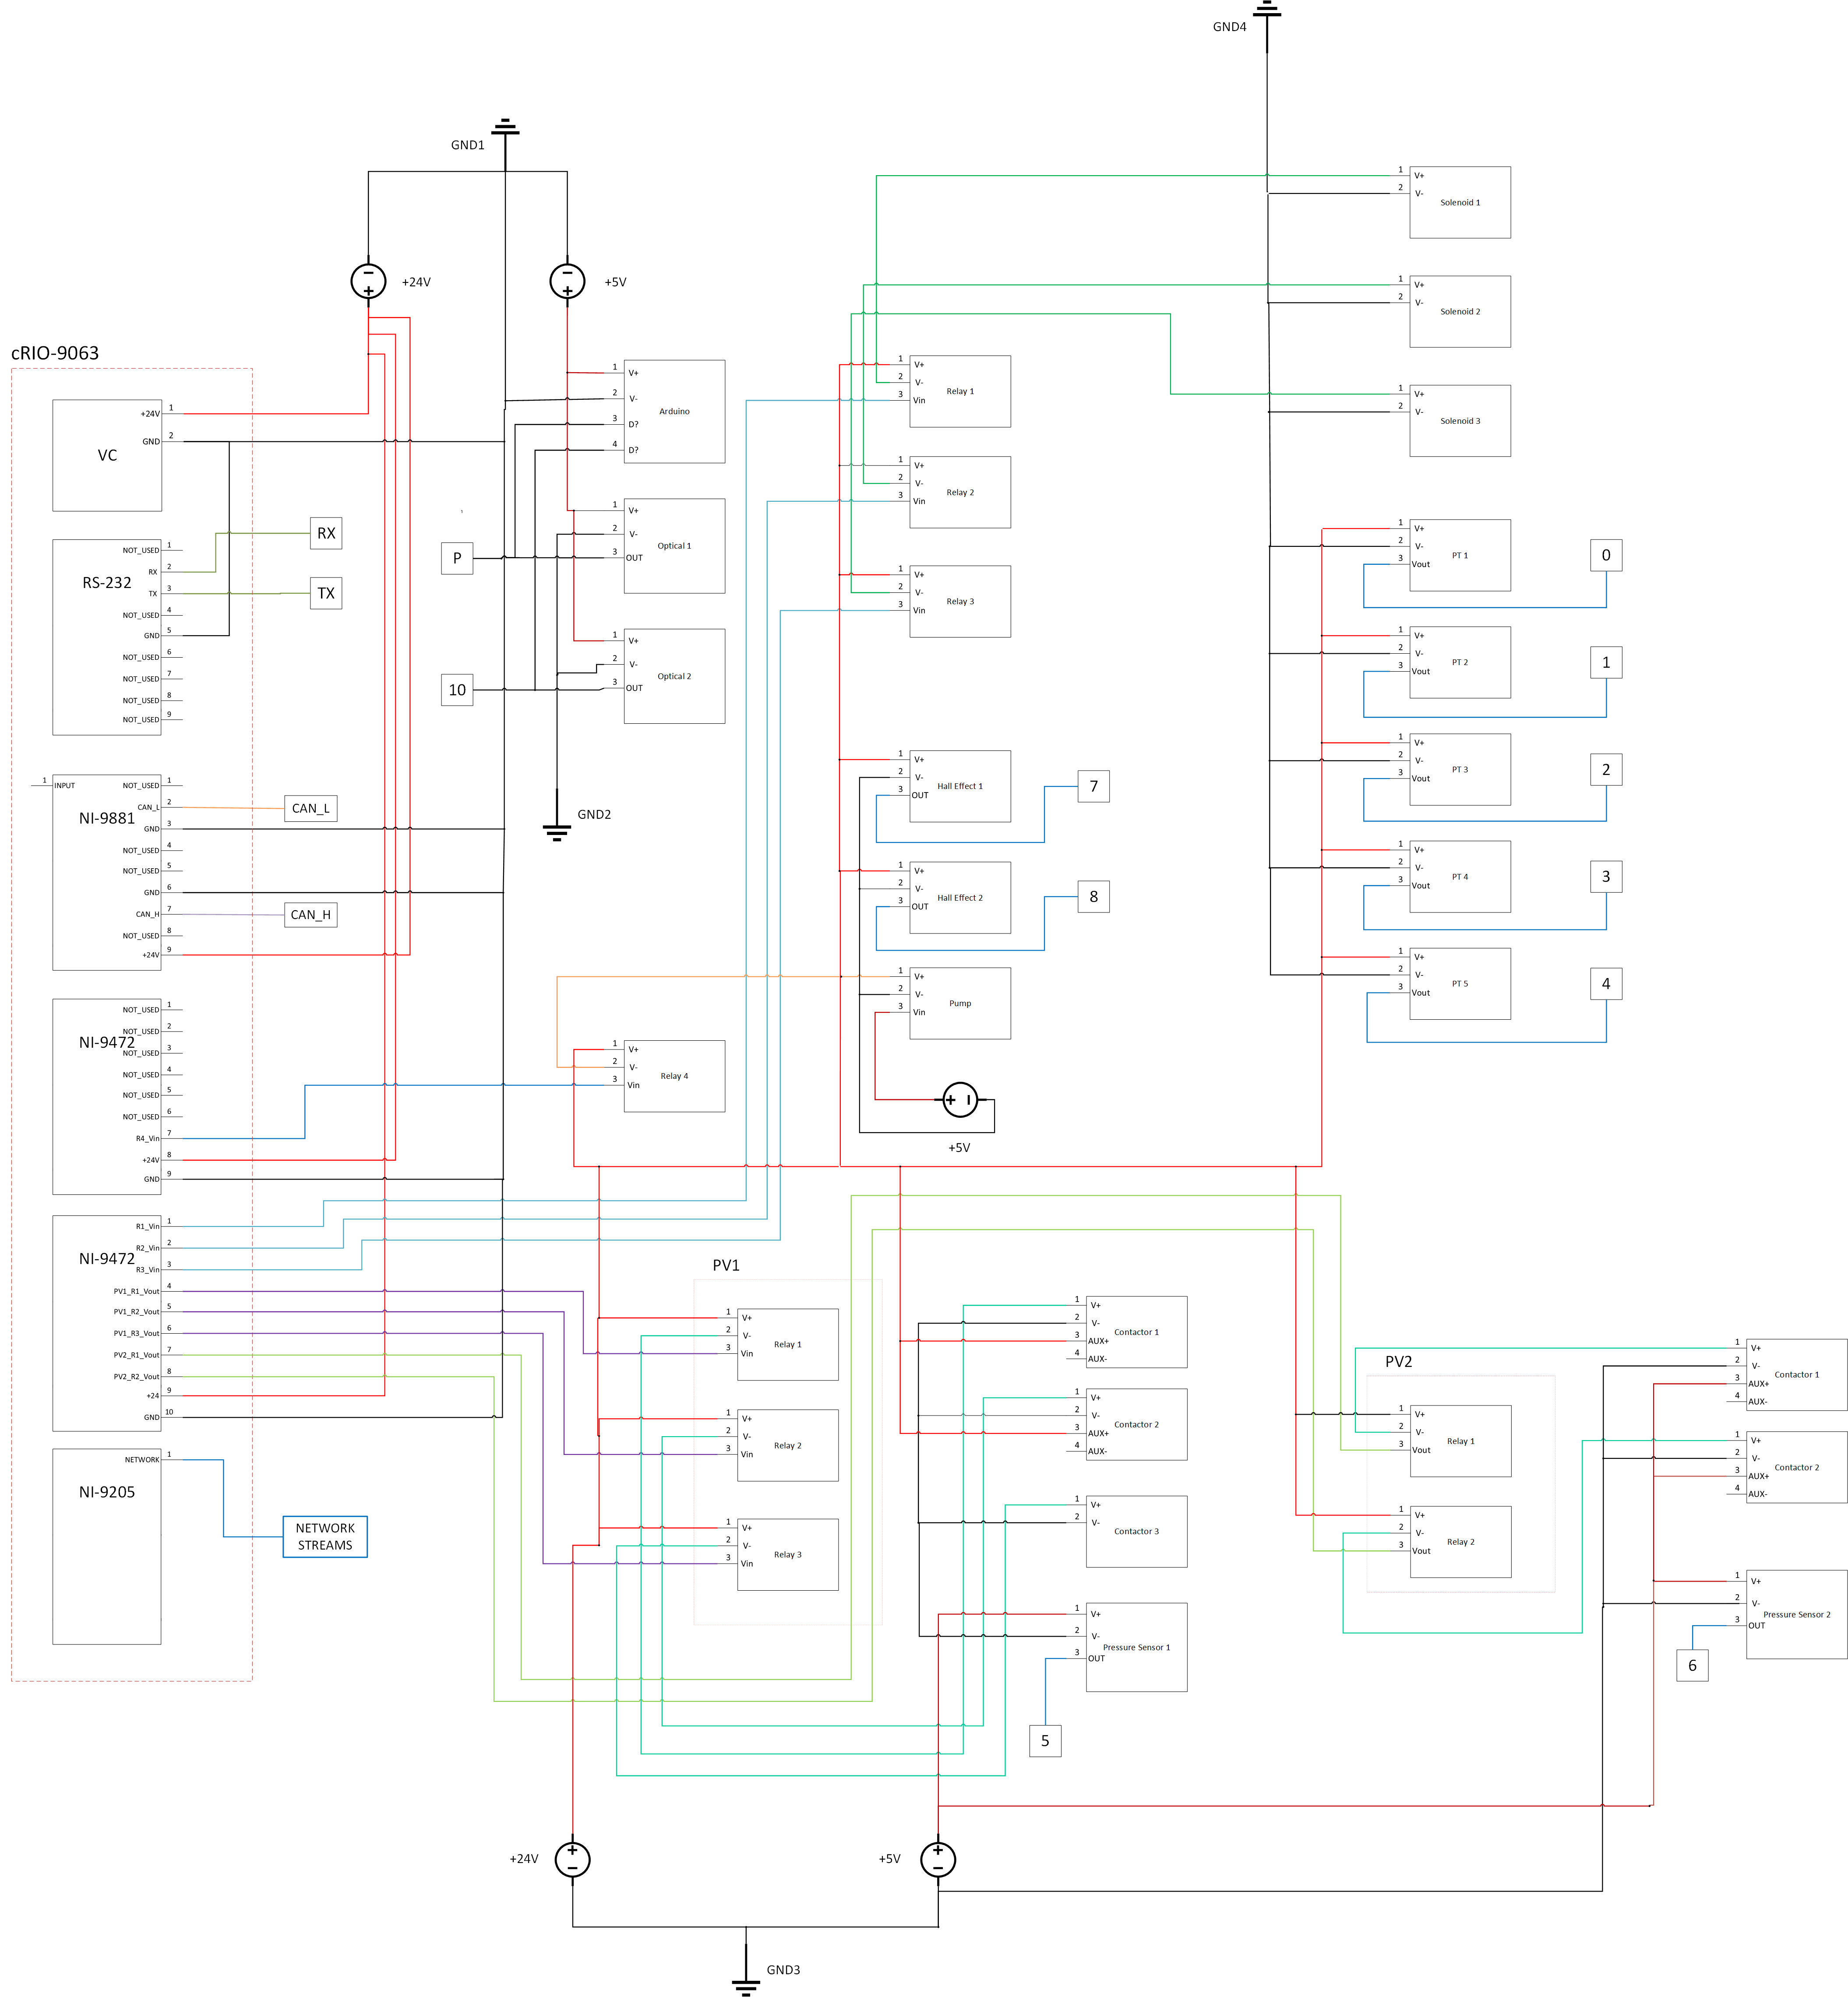 GND4
GND1
+24V
+5V
cRIO-9063
VC
+24V 1
GND 2
RS-232
NOT_USED 1
RX 2
TX 3
NOT_USED 4
GND 5
NOT_USED 6
NOT_USED 7
NOT_USED 8
NOT_USED 9
RX
TX
1 INPUT
NI-9881
NOT_USED 1
CAN_L 2
GND 3
NOT_USED 4
NOT_USED 5
GND 6
CAN_H 7
NOT_USED 8
+24V 9
CAN_L
CAN_H
NI-9472
NOT_USED 1
NOT_USED 2
NOT_USED 3
NOT_USED 4
NOT_USED 5
NOT_USED 6
R4_Vin 7
+24V 8
GND 9
NI-9472
R1_Vin 1
R2_Vin 2
R3_Vin 3
PV1_R1_Vout 4
PV1_R2_Vout 5
PV1_R3_Vout 6
PV2_R1_Vout 7
PV2_R2_Vout 8
+24 9
GND 10
NI-9205
NETWORK 1
NETWORK
STREAMS
1 V+
2 V-
3 D?
4 D?
Arduino
1 V+
2 V-
3 OUT
Optical 1
P
1 V+
2 V-
3 OUT
Optical 2
10
GND2
1 V+
2 V-
3 Vin
Relay 4
1 V+
2 V-
3 Vin
Relay 1
1 V+
2 V-
3 Vin
Relay 2
1 V+
2 V-
3 Vin
Relay 3
1 V+
2 V-
3 OUT
Hall Effect 1
7
1 V+
2 V-
3 OUT
Hall Effect 2
8
1 V+
2 V-
3 Vin
Pump
+5V
1 V+
2 V-
Solenoid 1
1 V+
2 V-
Solenoid 2
1 V+
2 V-
Solenoid 3
1 V+
2 V-
3 Vout
PT 1
0
1 V+
2 V-
3 Vout
PT 2
1
1 V+
2 V-
3 Vout
PT 3
2
1 V+
2 V-
3 Vout
PT 4
3
1 V+
2 V-
3 Vout
PT 5
4
PV1
1 V+
2 V-
3 Vin
Relay 1
1 V+
2 V-
3 Vin
Relay 2
1 V+
2 V-
3 Vin
Relay 3
1 V+
2 V-
3 AUX+
4 AUX-
Contactor 1
1 V+
2 V-
3 AUX+
4 AUX-
Contactor 2
1 V+
2 V-
Contactor 3
1 V+
2 V-
3 OUT
Pressure Sensor 1
5
PV2
1 V+
2 V-
3 Vout
Relay 1
1 V+
2 V-
3 Vout
Relay 2
1 V+
2 V-
3 AUX+
4 AUX-
Contactor 1
1 V+
2 V-
3 AUX+
4 AUX-
Contactor 2
1 V+
2 V-
3 OUT
Pressure Sensor 2
6
+24V
+5V
GND3